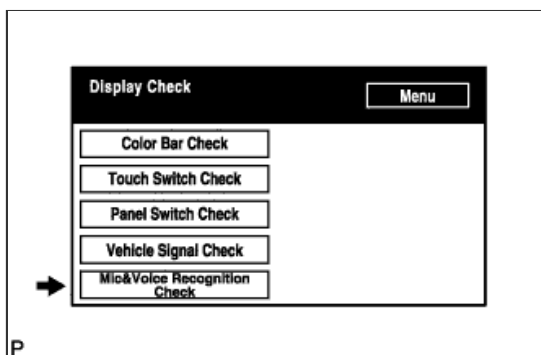 Display Check
Menu
Color Bar Check
Touch Switch Check
Panel Switch Check
Vehicle Signal Check
Mic&Voice Recognition
Check
P